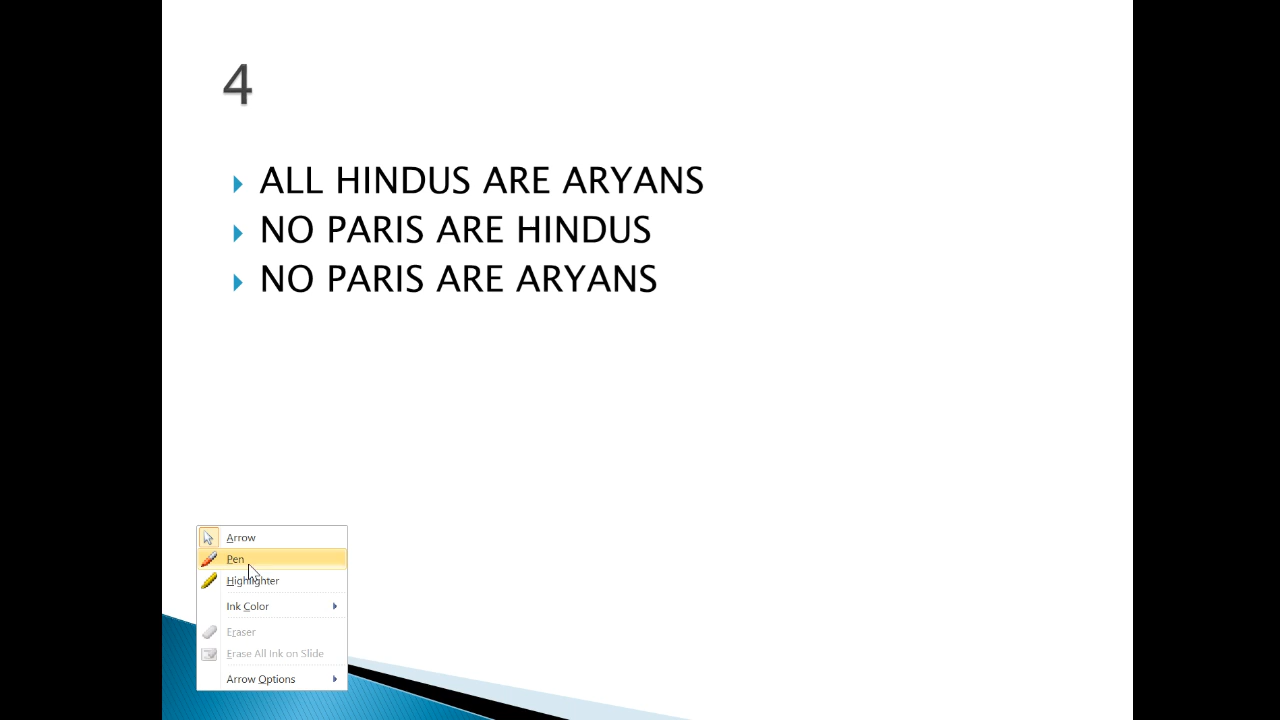 4
ALL HINDUS ARE ARYANS
NO PARIS ARE HINDUS
NO PARIS ARE ARYANS
Arrow
Pen
Highlighter
Ink Color
Eraser
Erase All Ink on Slide
Arrow Options